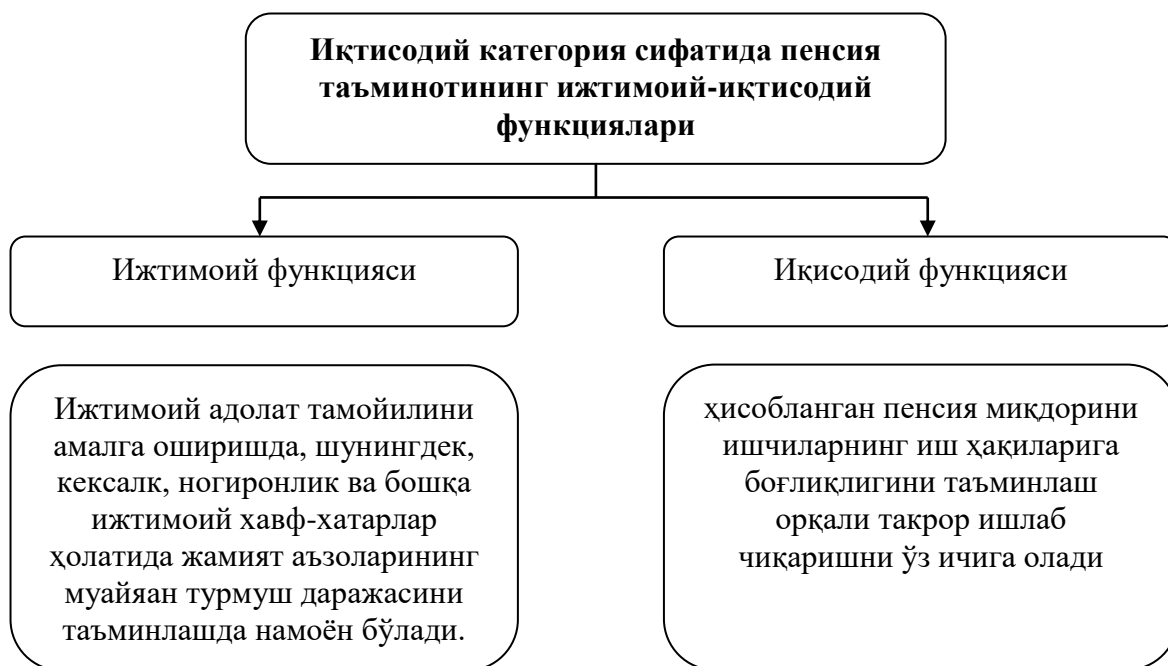 Иқтисодий категория сифатида пенсия
таъминотининг ижтимоий-иқтисодий
функциялари
Ижтимоий функцияси
Иқисодий функцияси
Ижтимоий адолат тамойилини
амалга оширишда, шунингдек,
кексалк, ногиронлик ва бошқа
ижтимоий хавф-хатарлар
ҳолатида жамият аъзоларининг
муайяан турмуш даражасини
таъминлашда намоён бўлади.
ҳисобланган пенсия миқдорини
ишчиларнинг иш ҳақиларига
боғлиқлигини таъминлаш
орқали такрор ишлаб
чиқаришни ўз ичига олади